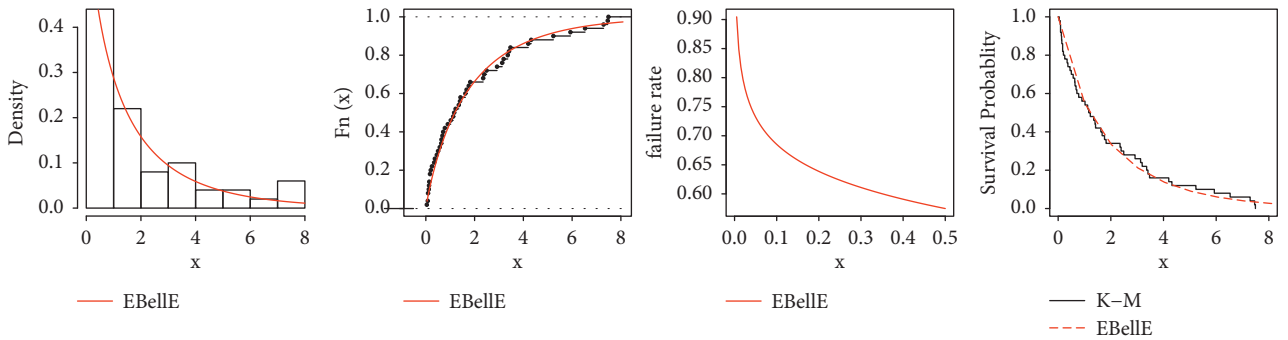 Density
0.4
0.3
0.2
0.1
0.0
0 2 4 6 8
x
EBellE
Fn (x)
1.0
0.8
0.6
0.4
0.2
0.0
0 2 4 6 8
x
EBellE
failure rate
0.90
0.85
0.80
0.75
0.70
0.65
0.60
0.0 0.1 0.2 0.3 0.4 0.5
x
EBellE
Survival Probablity
1.0
0.8
0.6
0.4
0.2
0.0
0 2 4 6 8
x
K–M
EBellE